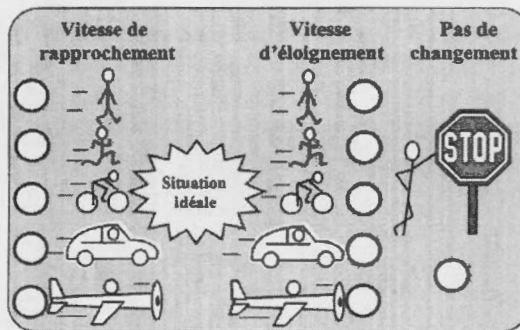 Vitesse de
rapprochement
Vitesse
d'éloignement
Pas de
changement
Situation
idéale
STOP